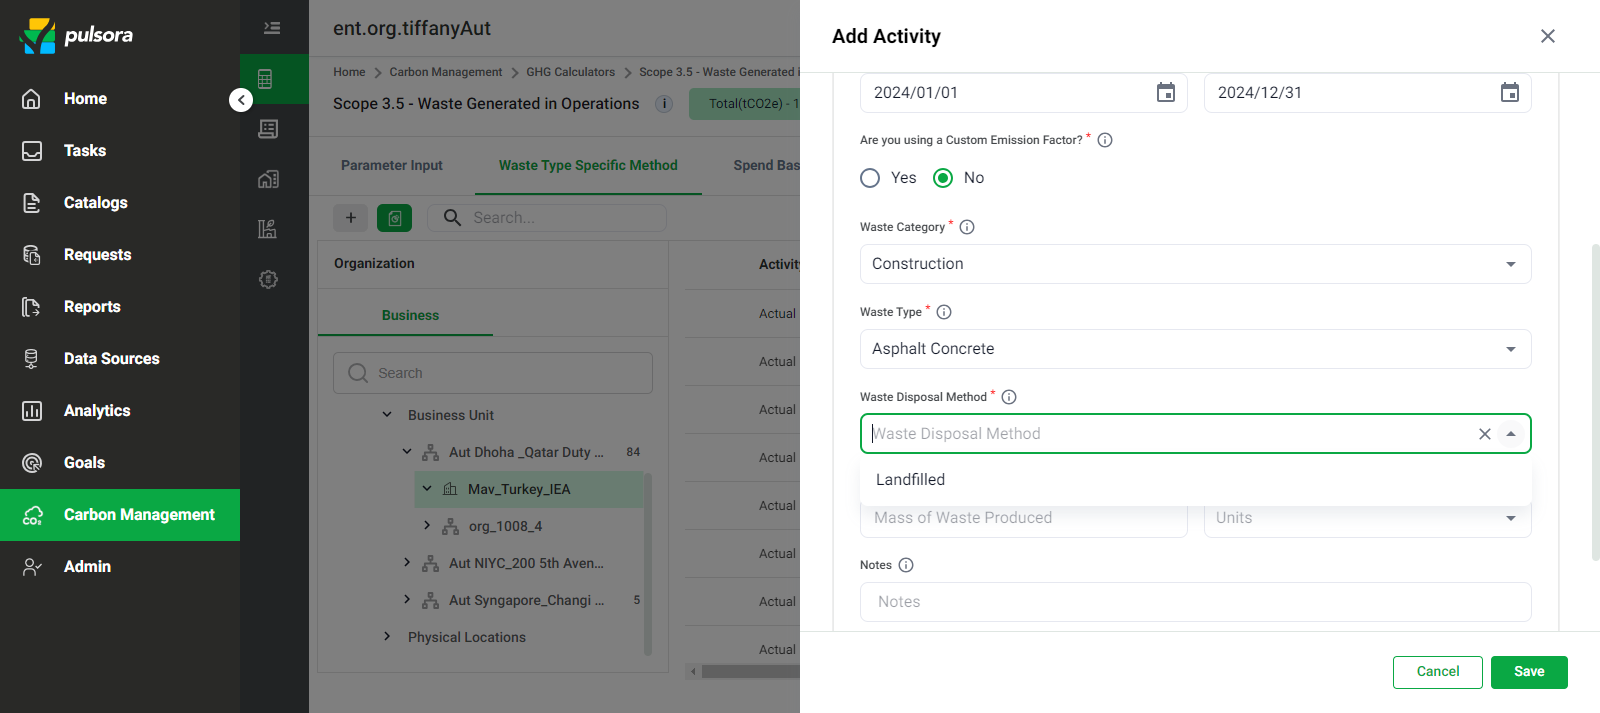 pulsora
Home
Tasks
Catalogs
Requests
Reports
Data Sources
Analytics
Goals
Carbon Management
Admin
ent.org.tiffanyAut
Home > Carbon Management > GHG Calculators > Scope 3.5 - Waste Generated
Scope 3.5 - Waste Generated in Operations
Total(tCO2e) - 1
Parameter Input
Waste Type Specific Method
Spend Bas
Search...
Organization
Business
Search
Business Unit
Aut Dhoha _Qatar Duty ... 84
Mav_Turkey_IEA
org_1008_4
Aut NIYC_200 5th Aven...
Aut Syngapore_Changi ... 5
Physical Locations
Activity
Actual
Actual
Actual
Actual
Actual
Actual
Actual
Actual
Add Activity
2024/01/01
2024/12/31
Are you using a Custom Emission Factor? *
Yes
No
Waste Category *
Construction
Waste Type *
Asphalt Concrete
Waste Disposal Method *
Waste Disposal Method
Landfilled
Mass of Waste Produced
Units
Notes
Notes
Cancel
Save